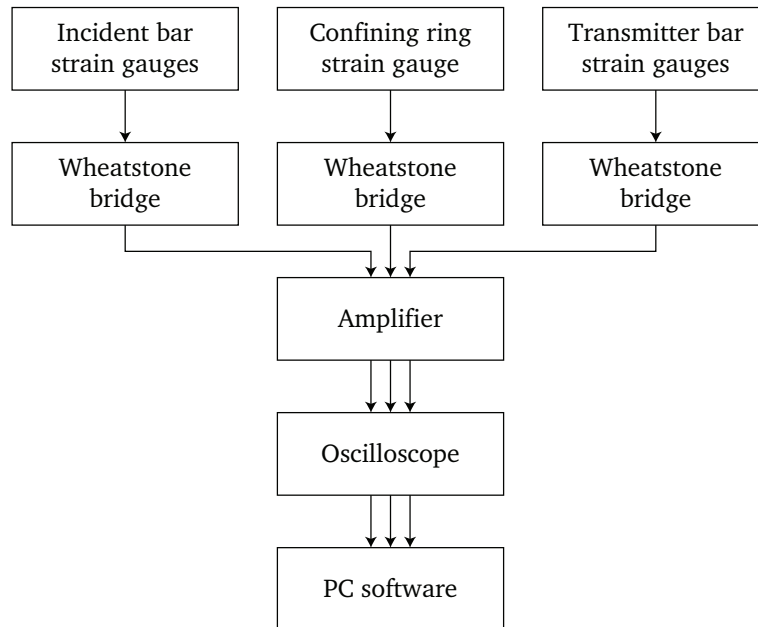 Incident bar
strain gauges
Confining ring
strain gauge
Transmitter bar
strain gauges
Wheatstone
bridge
Wheatstone
bridge
Wheatstone
bridge
Amplifier
Oscilloscope
PC software